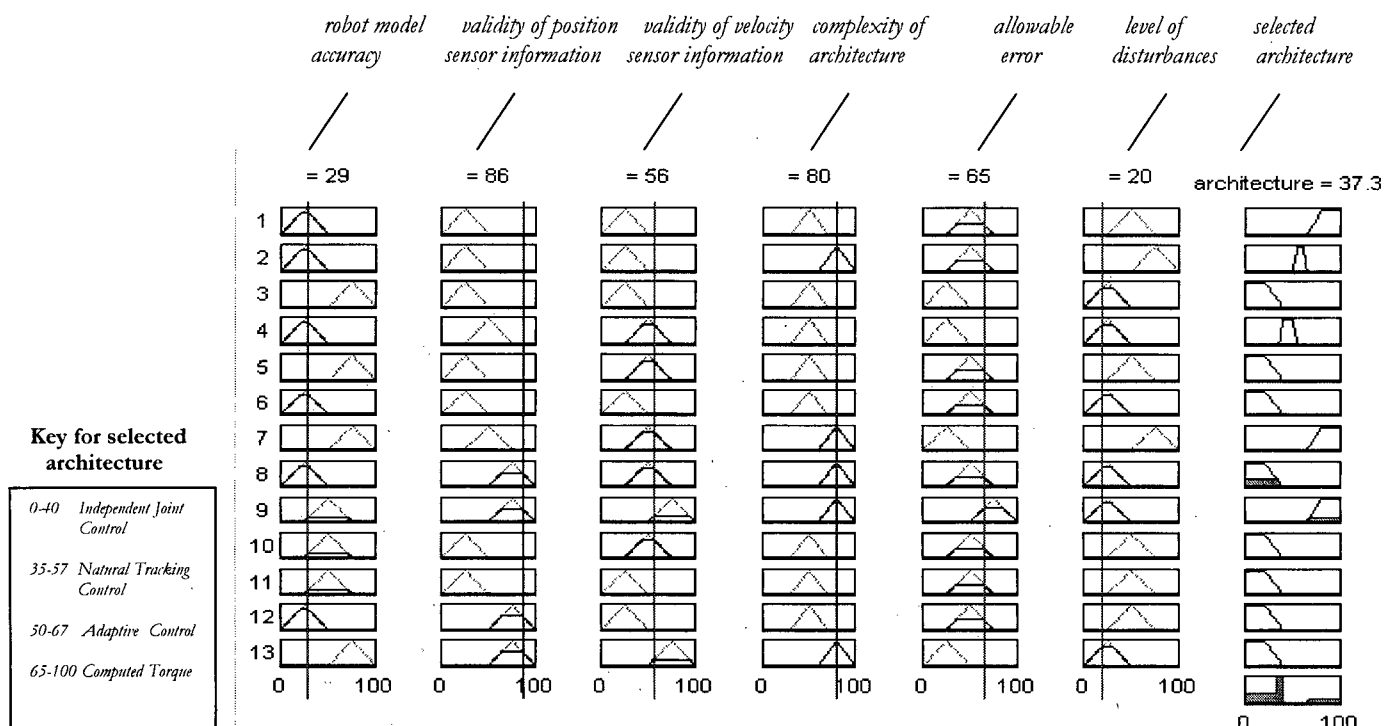 robot model accuracy
validity of position sensor information
validity of velocity sensor information
complexity of architecture
allowable error
level of disturbances
selected architecture
= 29
= 86
= 56
= 80
= 65
= 20
architecture = 37.3
1
2
3
4
5
6
7
8
9
10
11
12
13
0 100
0 100
0 100
0 100
0 100
0 100
0 100
Key for selected
architecture
0-40 Independent Joint
Control
35-57 Natural Tracking
Control
50-67 Adaptive Control
65-100 Computed Torque